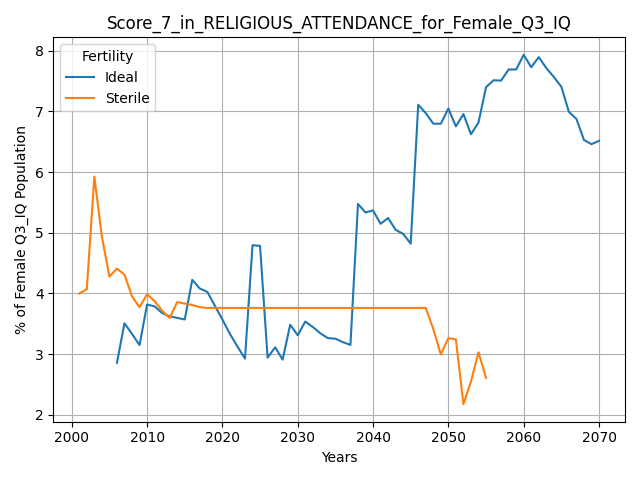 Score_7_in_RELIGIOUS_ATTENDANCE_for_Female_Q3_IQ
Fertility
Ideal
Sterile
% of Female Q3_IQ Population
8
7
6
5
4
3
2
2000 2010 2020 2030 2040 2050 2060 2070
Years